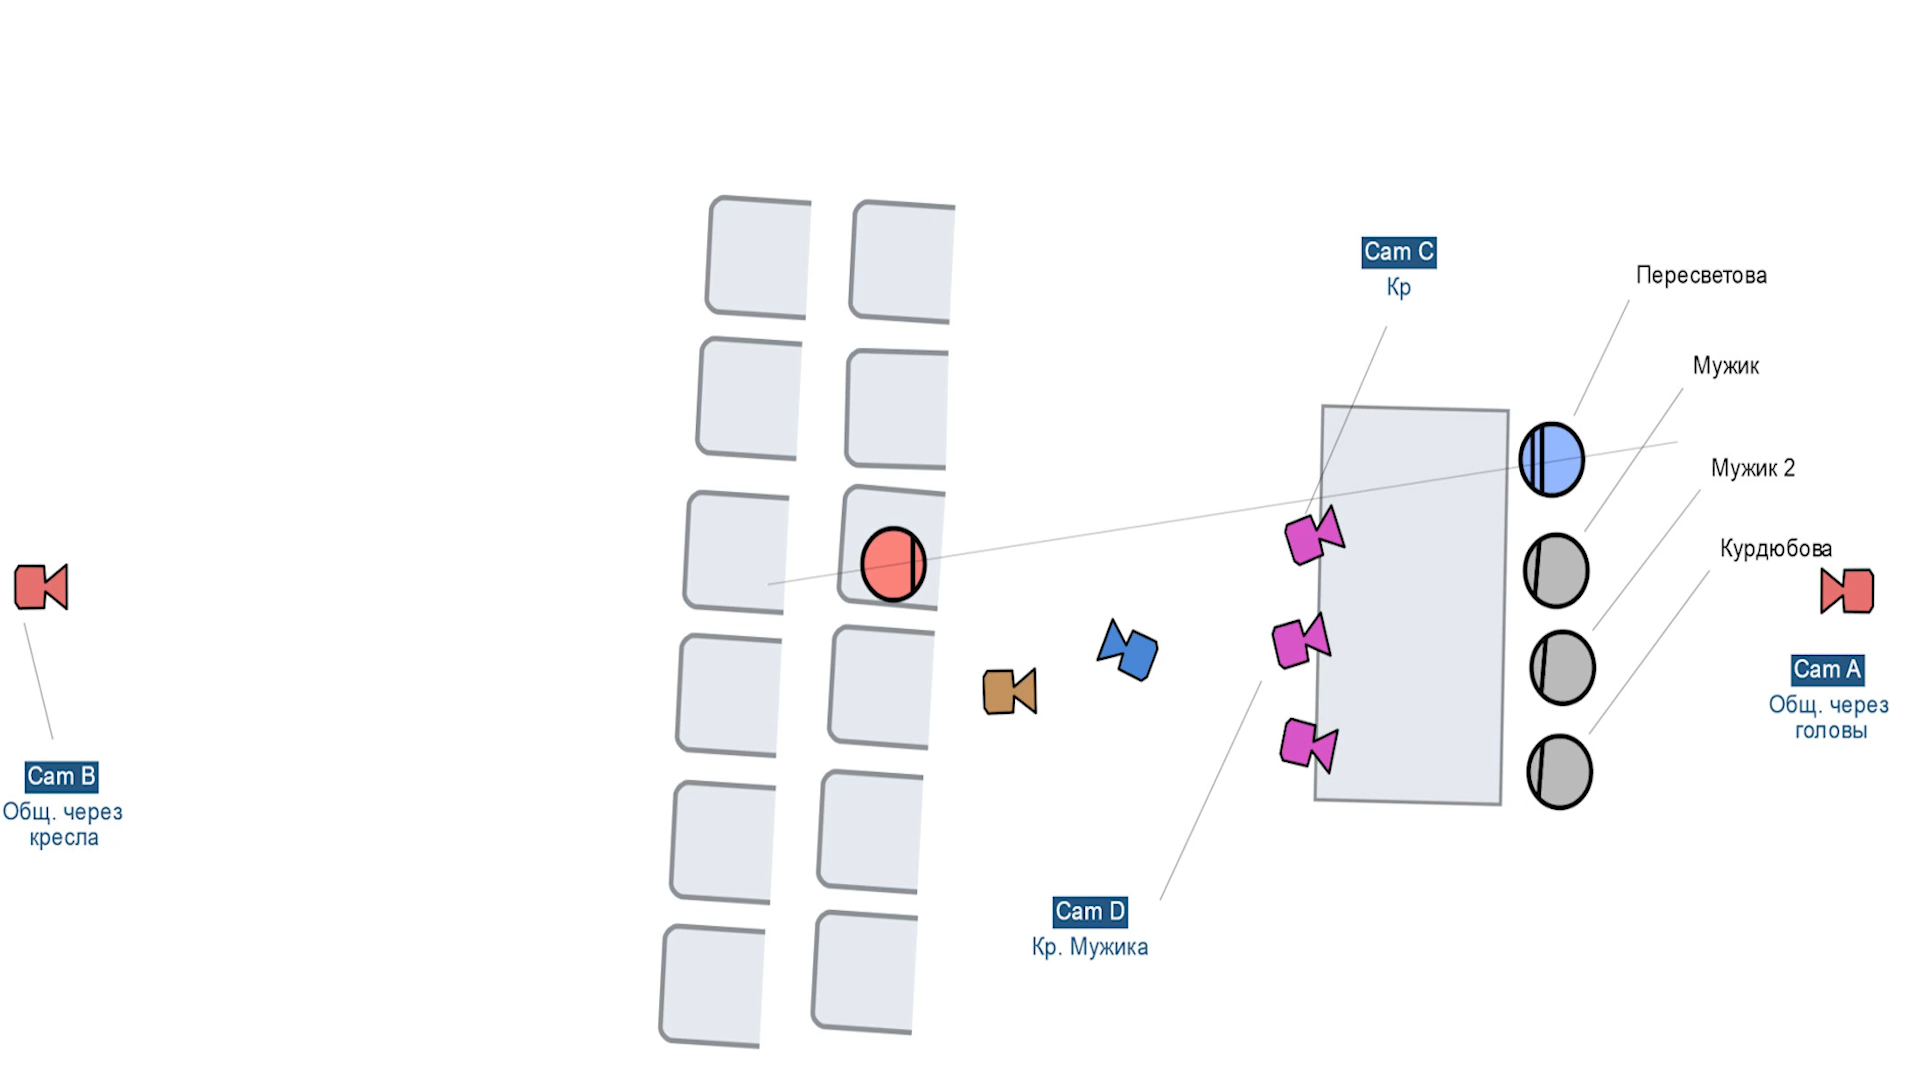 Cam C
Кр
Пересветова
Мужик
Мужик 2
Курдюбова
Cam A
Общ. через
головы
Cam B
Общ. через
кресла
Cam D
Кр. Мужика